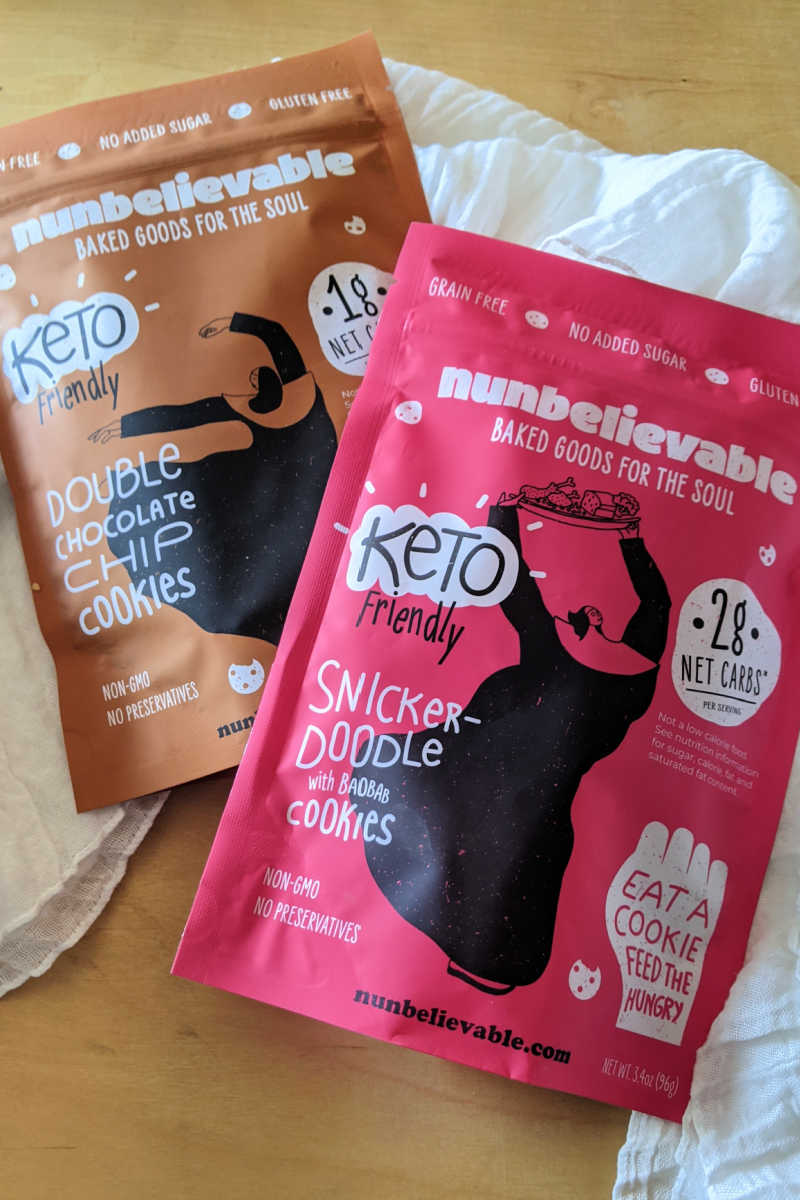 FREE NO ADDED SUGAR GLUTEN FREE
nunbelievable
BAKED GOODS FOR THE SOUL
KETO
Friendly
1g
NET
DOUBLE
CHOCOLATE
CHIP
COOKIES
NON-GMO
NO PRESERVATIVES
nun
GRAIN FREE NO ADDED SUGAR GLUTEN
nunbelievable
BAKED GOODS FOR THE SOUL
KETO
Friendly
2g
NET CARBS*
PER SERVING
Not a low calorie food.
See nutrition information
for sugar, calorie, fat and
saturated fat content.
SNICKER-
DOODLE
with BAOBAB
COOKIES
NON-GMO
NO PRESERVATIVES
EAT A
COOKIE
FEED THE
HUNGRY
nunbelievable.com
NET WT. 3.4oz (96g)